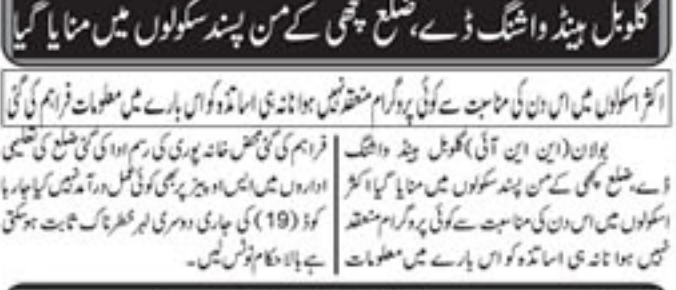 گلوبل ہینڈ واشنگ ڈے، ضلع کچھی کے من پسند سکولوں میں منایا گیا
اکثر اسکولوں میں اس دن کی مناسبت سے کوئی پروگرام منعقد نہیں ہوا نا نہ ہی اساتذہ کو اس بارے میں معلومات فراہم کی گئی
بولان (این این آئی) گلوبل ہینڈ واشنگ
ڈے، ضلع کچھی کے من پسند سکولوں میں منایا گیا اکثر
اسکولوں میں اس دن کی مناسبت سے کوئی پروگرام منعقد
نہیں ہوا نا نہ ہی اساتذہ کو اس بارے میں معلومات
فراہم کی گئی محض خانہ پوری کی رسم ادا کی گئی ضلع کی تعلیمی
اداروں میں ایس او پیز پر بھی کوئی عمل درآمد نہیں کیا جا رہا
کوڈ (19) کی جاری دوسری لہر خطرناک ثابت ہوسکتی
ہے بالا حکام نوٹس لیں۔